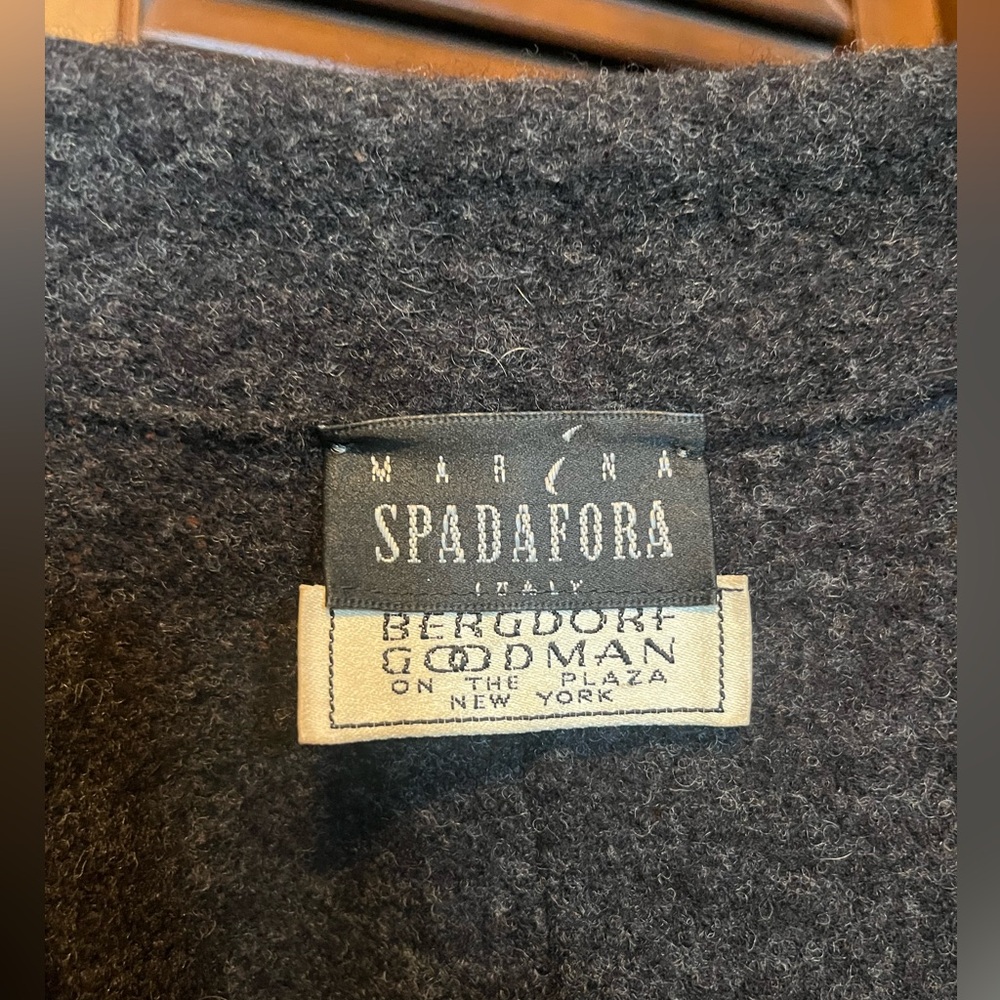 MARINA
SPADAFORA
ITALY
BERGDORF
GOODMAN
ON THE PLAZA
NEW YORK